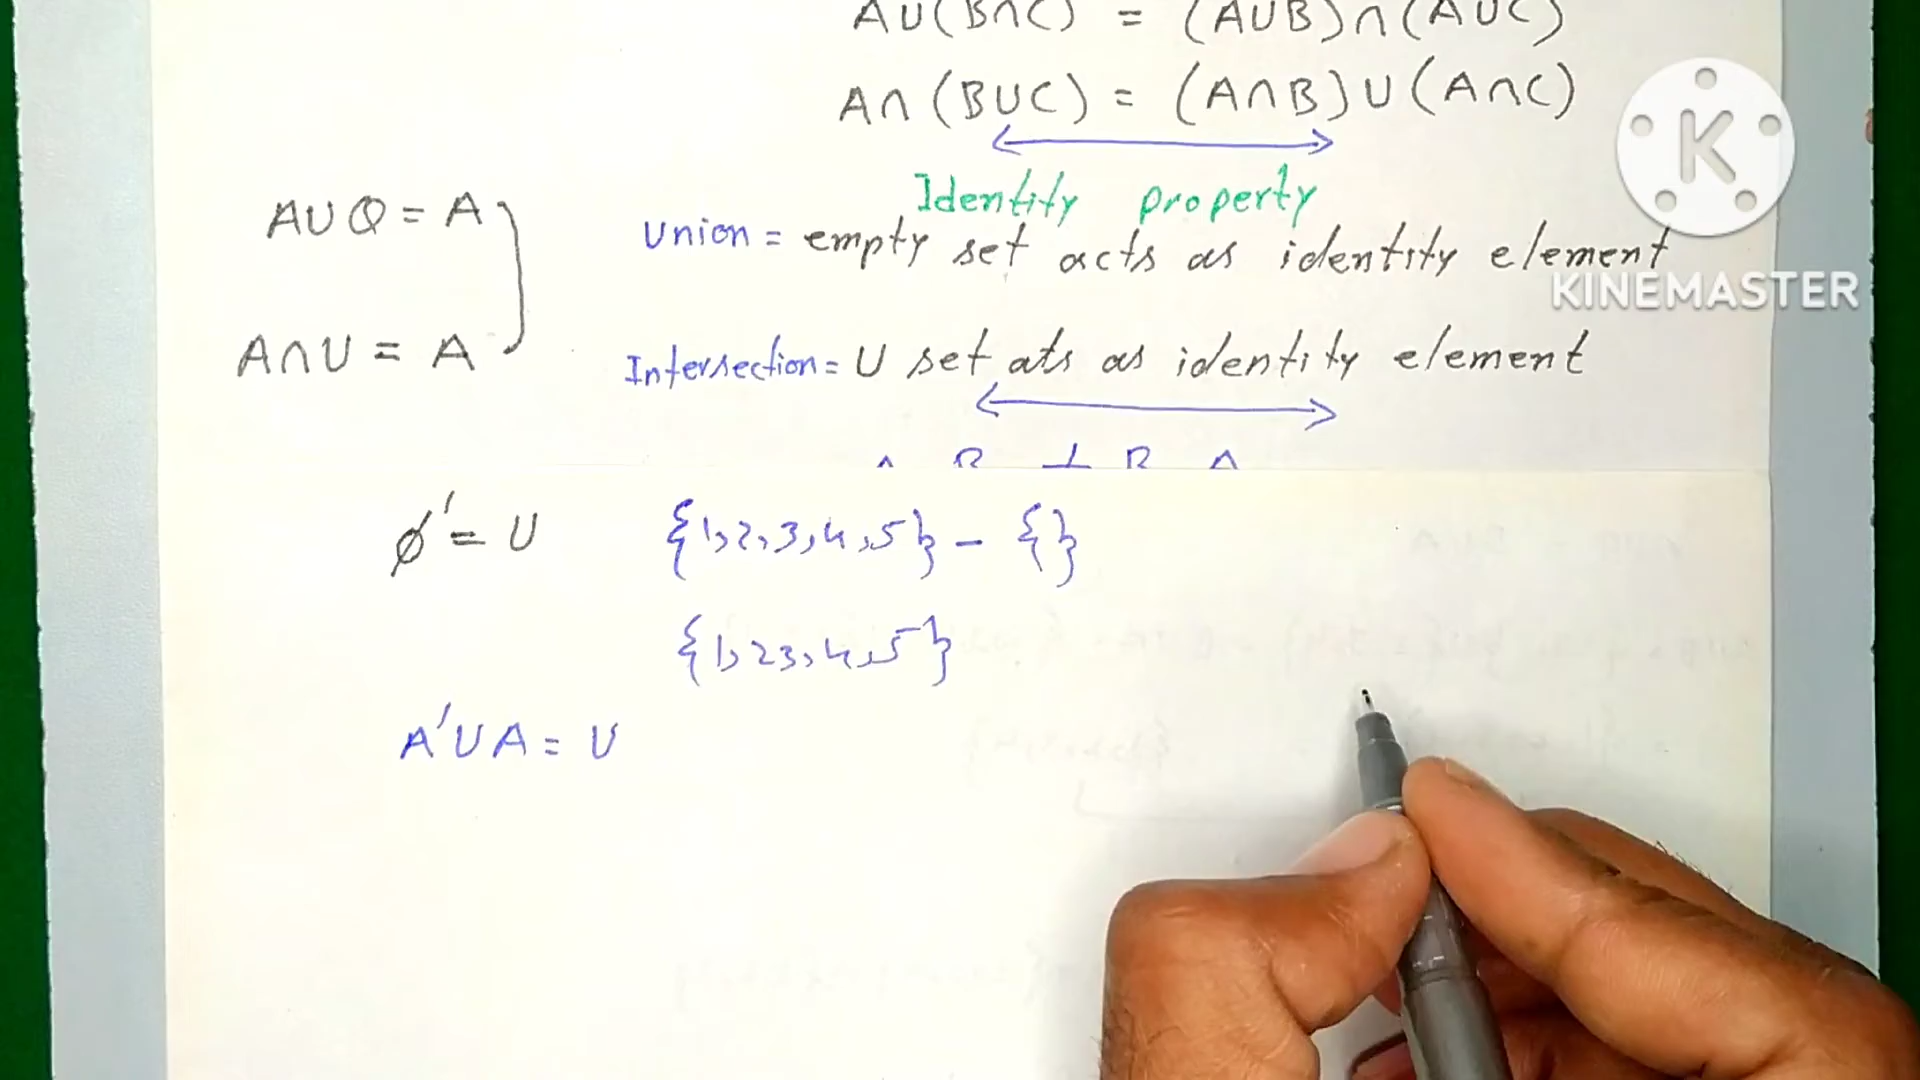 A∪(B∩C) = (A∪B)∩(A∪C)
A∩(B∪C) = (A∩B)∪(A∩C)
Identity property
A∪Q = A
Union = empty set acts as identity element
A∩U = A
Intersection = U set ats as identity element
ϕ′ = U {1,2,3,4,5} - {}
{1,23,4,5}
A′∪A = U
K
KINEMASTER